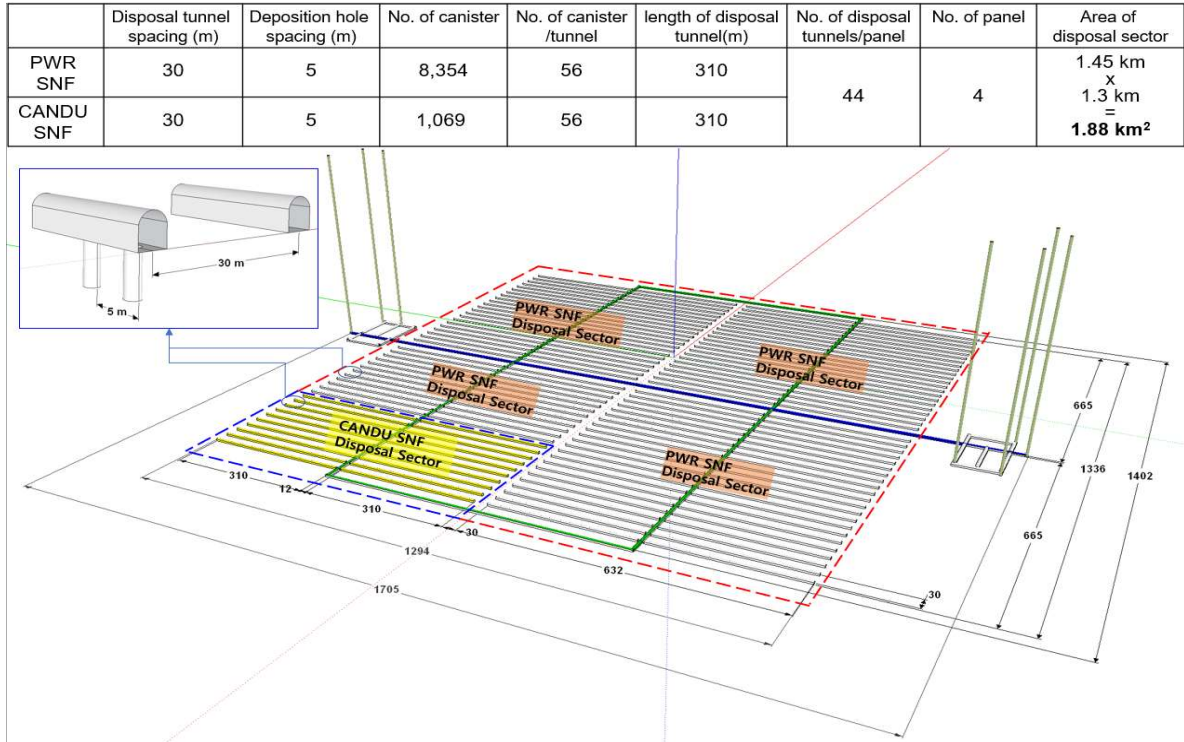 Disposal tunnel spacing (m)
Deposition hole spacing (m)
No. of canister
No. of canister /tunnel
length of disposal tunnel(m)
No. of disposal tunnels/panel
No. of panel
Area of disposal sector
PWR SNF
30
5
8,354
56
310
44
4
1.45 km
x
1.3 km
=
1.88 km²
CANDU SNF
30
5
1,069
56
310
30 m
5 m
PWR SNF
Disposal Sector
PWR SNF
Disposal Sector
PWR SNF
Disposal Sector
CANDU SNF
Disposal Sector
PWR SNF
Disposal Sector
665
1336
1402
665
310
12
310
30
1294
632
30
1705